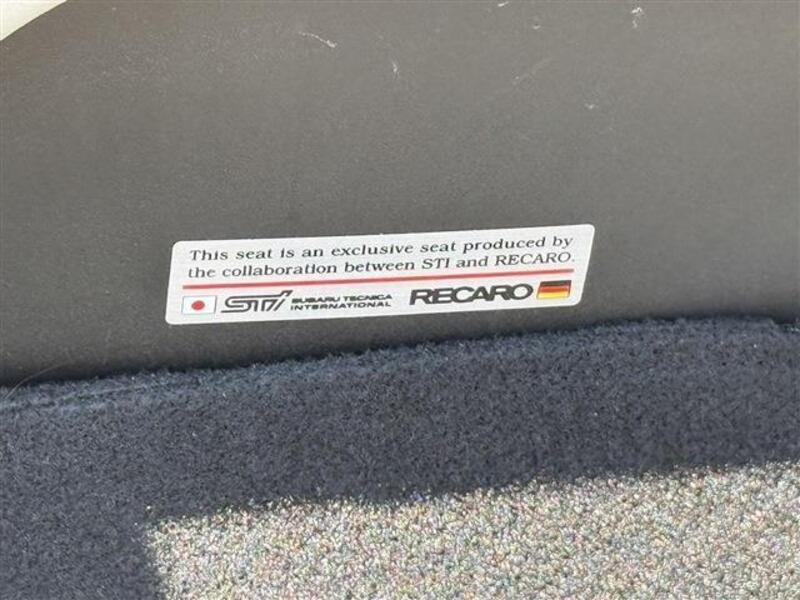 This seat is an exclusive seat produced by
the collaboration between STI and RECARO.
STI SUBARU TECNICA INTERNATIONAL RECARO